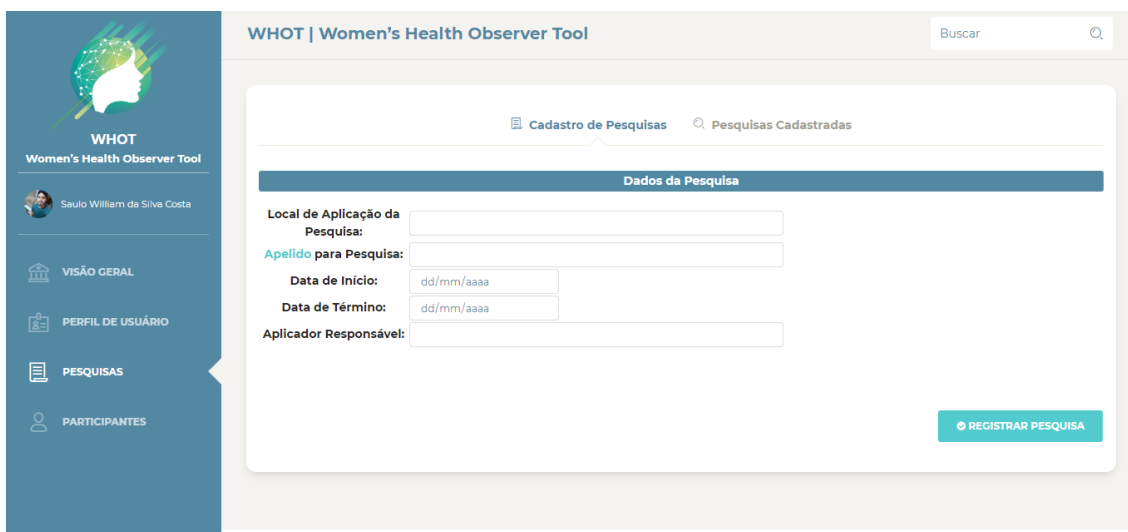 WHOT
Women's Health Observer Tool
Saulo William da Silva Costa
VISÃO GERAL
PERFIL DE USUÁRIO
PESQUISAS
PARTICIPANTES
WHOT | Women's Health Observer Tool
Buscar
Cadastro de Pesquisas
Pesquisas Cadastradas
Dados da Pesquisa
Local de Aplicação da
Pesquisa:
Apelido para Pesquisa:
Data de Início:
dd/mm/aaaa
Data de Término:
dd/mm/aaaa
Aplicador Responsável:
REGISTRAR PESQUISA